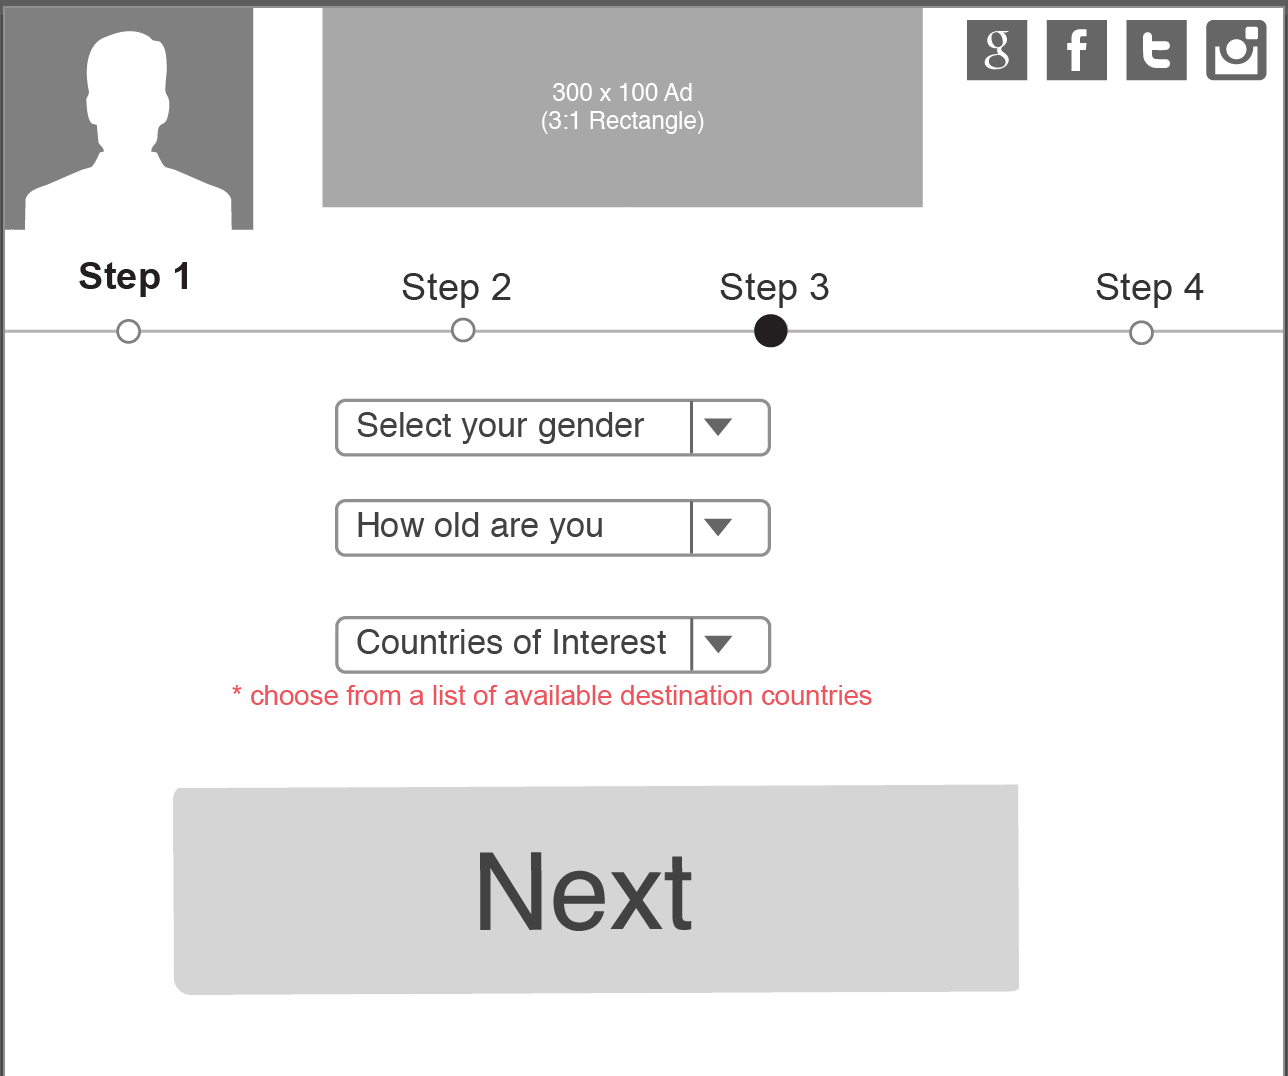 300 x 100 Ad
(3:1 Rectangle)
g f t
Step 1
Step 2
Step 3
Step 4
Select your gender
How old are you
Countries of Interest
* choose from a list of available destination countries
Next